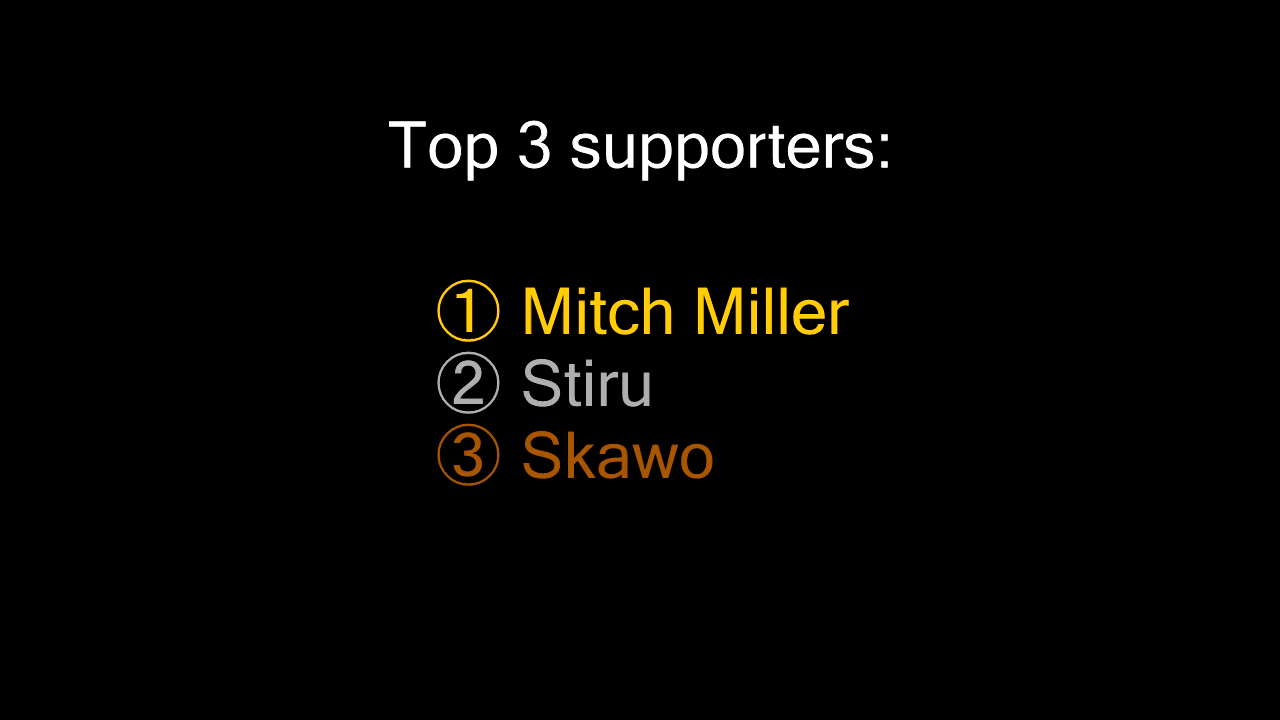 Top 3 supporters:
① Mitch Miller
② Stiru
③ Skawo